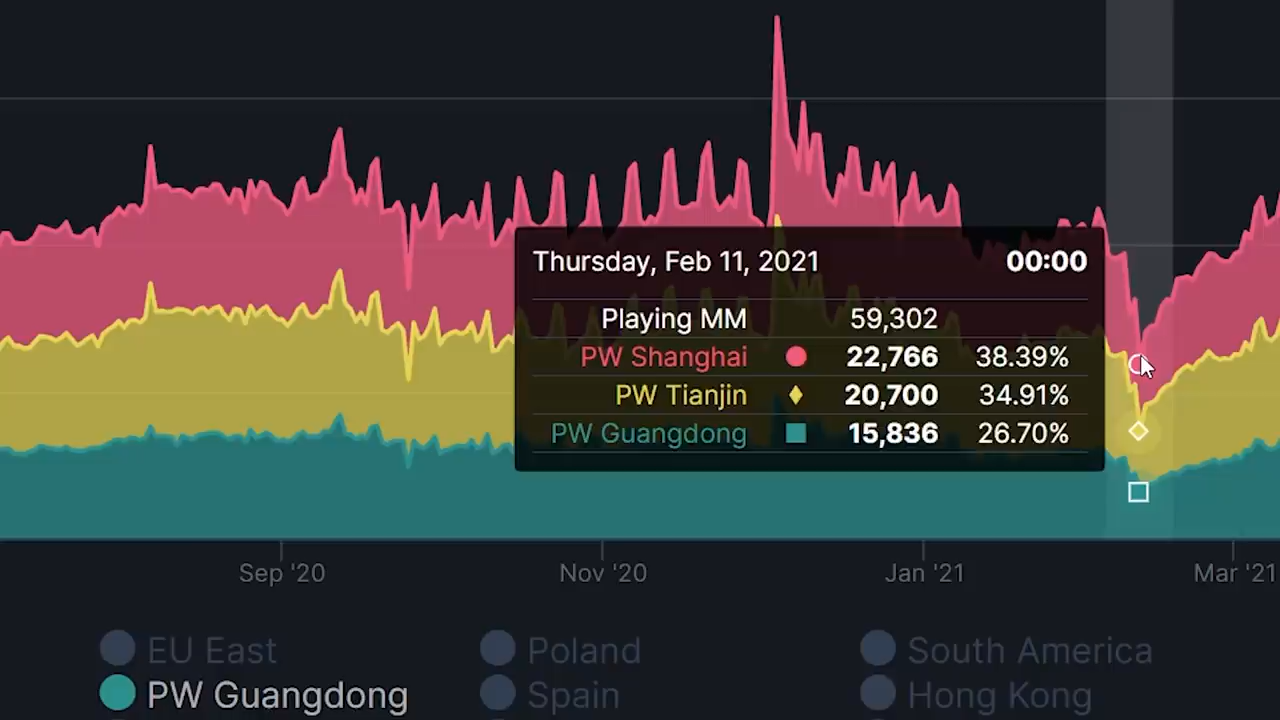 Thursday, Feb 11, 2021 00:00
Playing MM 59,302
PW Shanghai 22,766 38.39%
PW Tianjin 20,700 34.91%
PW Guangdong 15,836 26.70%
Sep '20 Nov '20 Jan '21 Mar '21
EU East Poland South America
PW Guangdong Spain Hong Kong